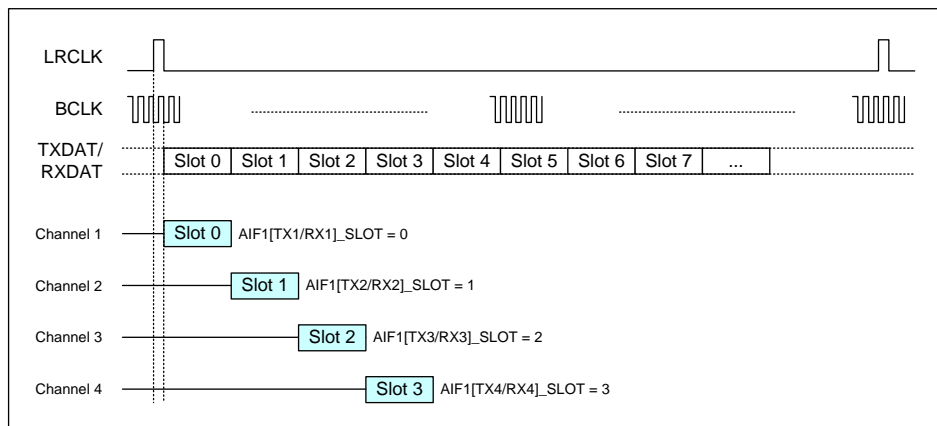 LRCLK
BCLK
TXDAT/
RXDAT
Slot 0 Slot 1 Slot 2 Slot 3 Slot 4 Slot 5 Slot 6 Slot 7 ...
Channel 1 Slot 0 AIF1[TX1/RX1]_SLOT = 0
Channel 2 Slot 1 AIF1[TX2/RX2]_SLOT = 1
Channel 3 Slot 2 AIF1[TX3/RX3]_SLOT = 2
Channel 4 Slot 3 AIF1[TX4/RX4]_SLOT = 3